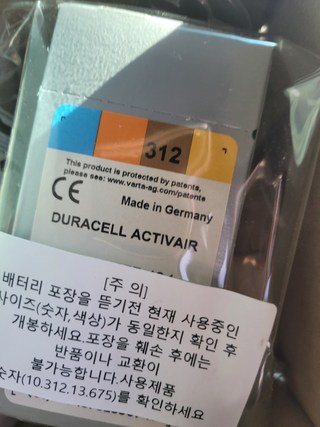 312
This product is protected by patents,
please see: www.varta-ag.com/patents
CE
Made in Germany
DURACELL ACTIVAIR
[주 의]
배터리 포장을 뜯기전 현재 사용중인
사이즈(숫자,색상)가 동일한지 확인 후
개봉하세요.포장을 훼손 후에는
반품이나 교환이
불가능합니다.사용제품
숫자(10.312.13.675)를 확인하세요